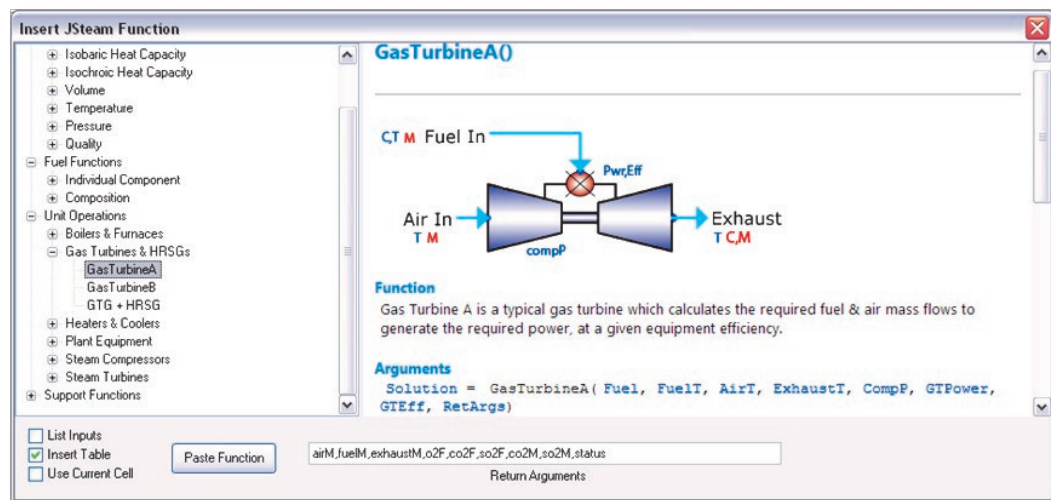 Insert JSteam Function
Isobaric Heat Capacity
Isochroic Heat Capacity
Volume
Temperature
Pressure
Quality
Fuel Functions
Individual Component
Composition
Unit Operations
Boilers & Furnaces
Gas Turbines & HRSGs
GasTurbineA
GasTurbineB
GTG + HRSG
Heaters & Coolers
Plant Equipment
Steam Compressors
Steam Turbines
Support Functions
GasTurbineA()
C,T M Fuel In
Pwr,Eff
Air In
T M
compP
Exhaust
T C,M
Function
Gas Turbine A is a typical gas turbine which calculates the required fuel & air mass flows to
generate the required power, at a given equipment efficiency.
Arguments
Solution = GasTurbineA( Fuel, FuelT, AirT, ExhaustT, CompP, GTPower,
GTEff, RetArgs)
List Inputs
Insert Table
Use Current Cell
Paste Function
airM,fuelM,exhaustM,o2F,co2F,so2F,co2M,so2M,status
Return Arguments